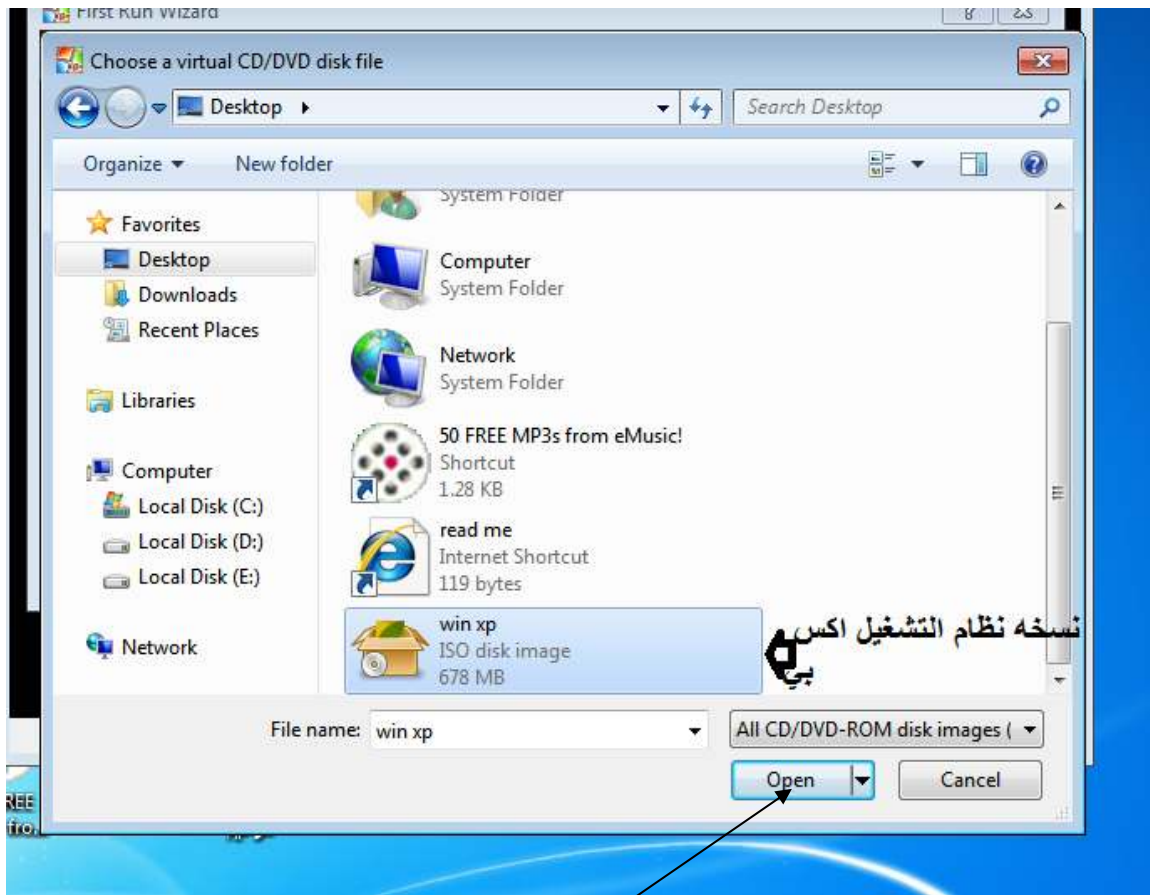 First Run Wizard
Choose a virtual CD/DVD disk file
Desktop
Search Desktop
Organize
New folder
Favorites
Desktop
Downloads
Recent Places
Libraries
Computer
Local Disk (C:)
Local Disk (D:)
Local Disk (E:)
Network
System Folder
Computer
System Folder
Network
System Folder
50 FREE MP3s from eMusic!
Shortcut
1.28 KB
read me
Internet Shortcut
119 bytes
win xp
ISO disk image
678 MB
نسخه نظام التشغيل اكس
بي
File name:
win xp
All CD/DVD-ROM disk images (
Open
Cancel